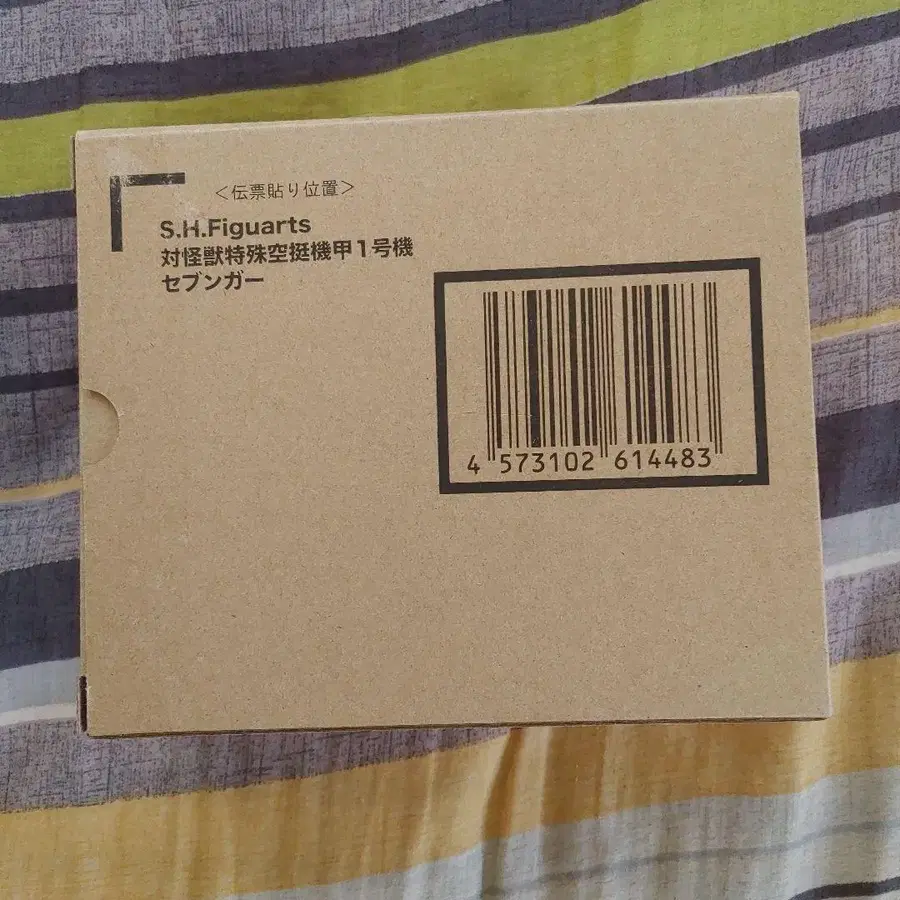 ＜伝票貼り位置＞
S.H.Figuarts
対怪獣特殊空挺機甲1号機
セブンガー
4 573102 614483